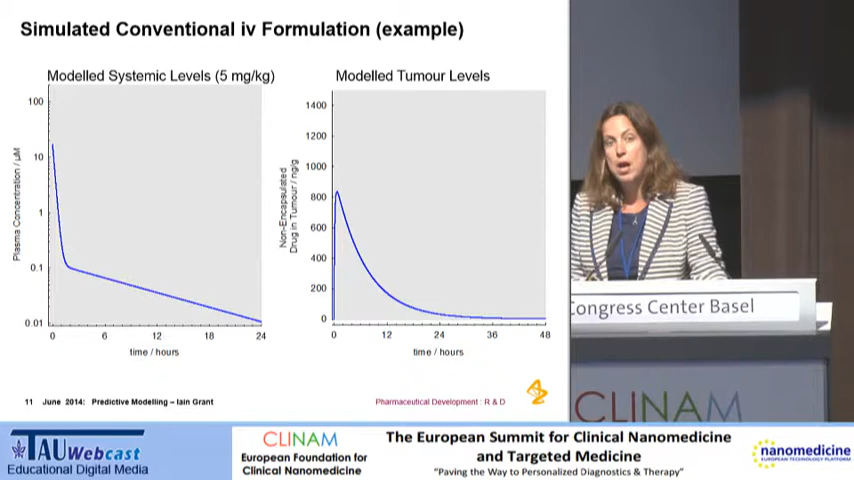 Simulated Conventional iv Formulation (example)
Modelled Systemic Levels (5 mg/kg)
Plasma Concentration / µM
100
10
1
0.1
0.01
0
6
12
18
24
time / hours
Modelled Tumour Levels
Non-Encapsulated
Drug in Tumour / ng/g
1400
1200
1000
800
600
400
200
0
0
12
24
36
48
time / hours
11 June 2014: Predictive Modelling – Iain Grant
Pharmaceutical Development : R & D
Congress Center Basel
CLINAM
TAU Webcast
Educational Digital Media
CLINAM
European Foundation for
Clinical Nanomedicine
The European Summit for Clinical Nanomedicine
and Targeted Medicine
"Paving the Way to Personalized Diagnostics & Therapy"
nanomedicine
EUROPEAN TECHNOLOGY PLATFORM